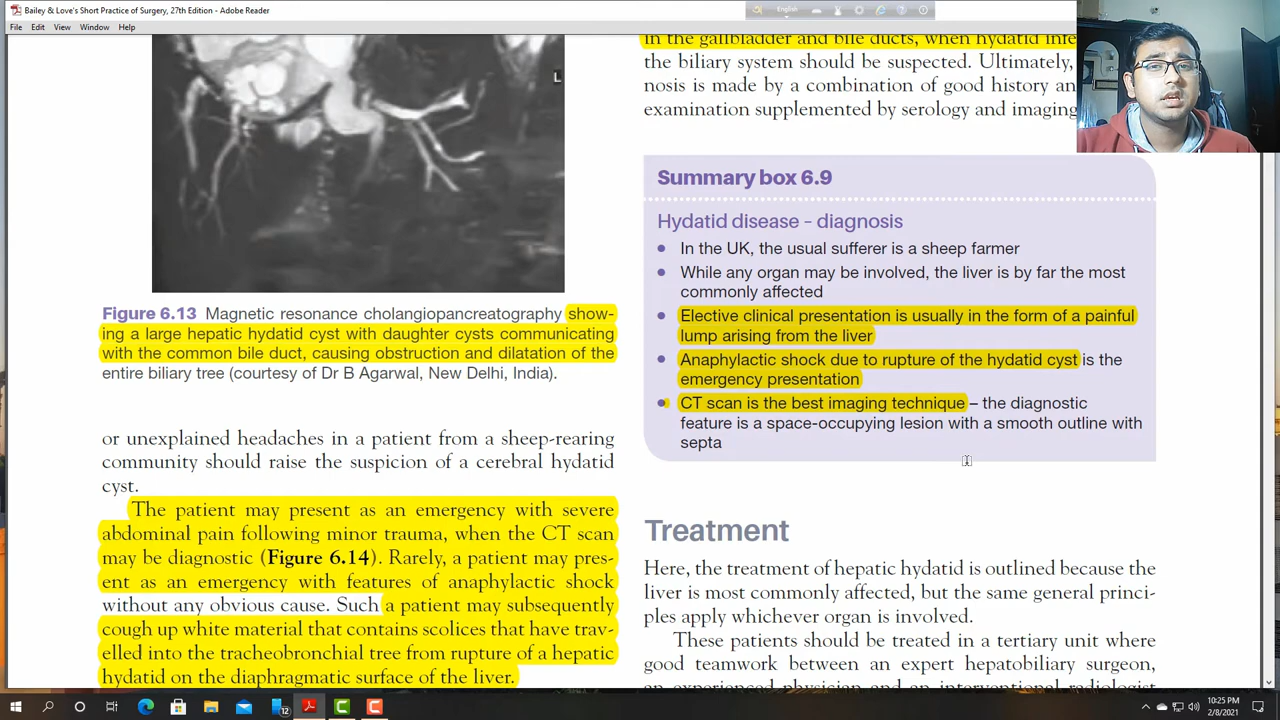 Bailey & Love's Short Practice of Surgery, 27th Edition - Adobe Reader
File Edit View Window Help
English
L
Figure 6.13 Magnetic resonance cholangiopancreatography show-
ing a large hepatic hydatid cyst with daughter cysts communicating
with the common bile duct, causing obstruction and dilatation of the
entire biliary tree (courtesy of Dr B Agarwal, New Delhi, India).
or unexplained headaches in a patient from a sheep-rearing
community should raise the suspicion of a cerebral hydatid
cyst.
The patient may present as an emergency with severe
abdominal pain following minor trauma, when the CT scan
may be diagnostic (Figure 6.14). Rarely, a patient may pres-
ent as an emergency with features of anaphylactic shock
without any obvious cause. Such a patient may subsequently
cough up white material that contains scolices that have trav-
elled into the tracheobronchial tree from rupture of a hepatic
hydatid on the diaphragmatic surface of the liver.
in the gallbladder and bile ducts, when hydatid infe
the biliary system should be suspected. Ultimately,
nosis is made by a combination of good history an
examination supplemented by serology and imaging
Summary box 6.9
Hydatid disease – diagnosis
• In the UK, the usual sufferer is a sheep farmer
• While any organ may be involved, the liver is by far the most
commonly affected
• Elective clinical presentation is usually in the form of a painful
lump arising from the liver
• Anaphylactic shock due to rupture of the hydatid cyst is the
emergency presentation
• CT scan is the best imaging technique – the diagnostic
feature is a space-occupying lesion with a smooth outline with
septa
Treatment
Here, the treatment of hepatic hydatid is outlined because the
liver is most commonly affected, but the same general princi-
ples apply whichever organ is involved.
These patients should be treated in a tertiary unit where
good teamwork between an expert hepatobiliary surgeon,
an experienced physician and an interventional radiologist
12
10:25 PM
2/8/2021